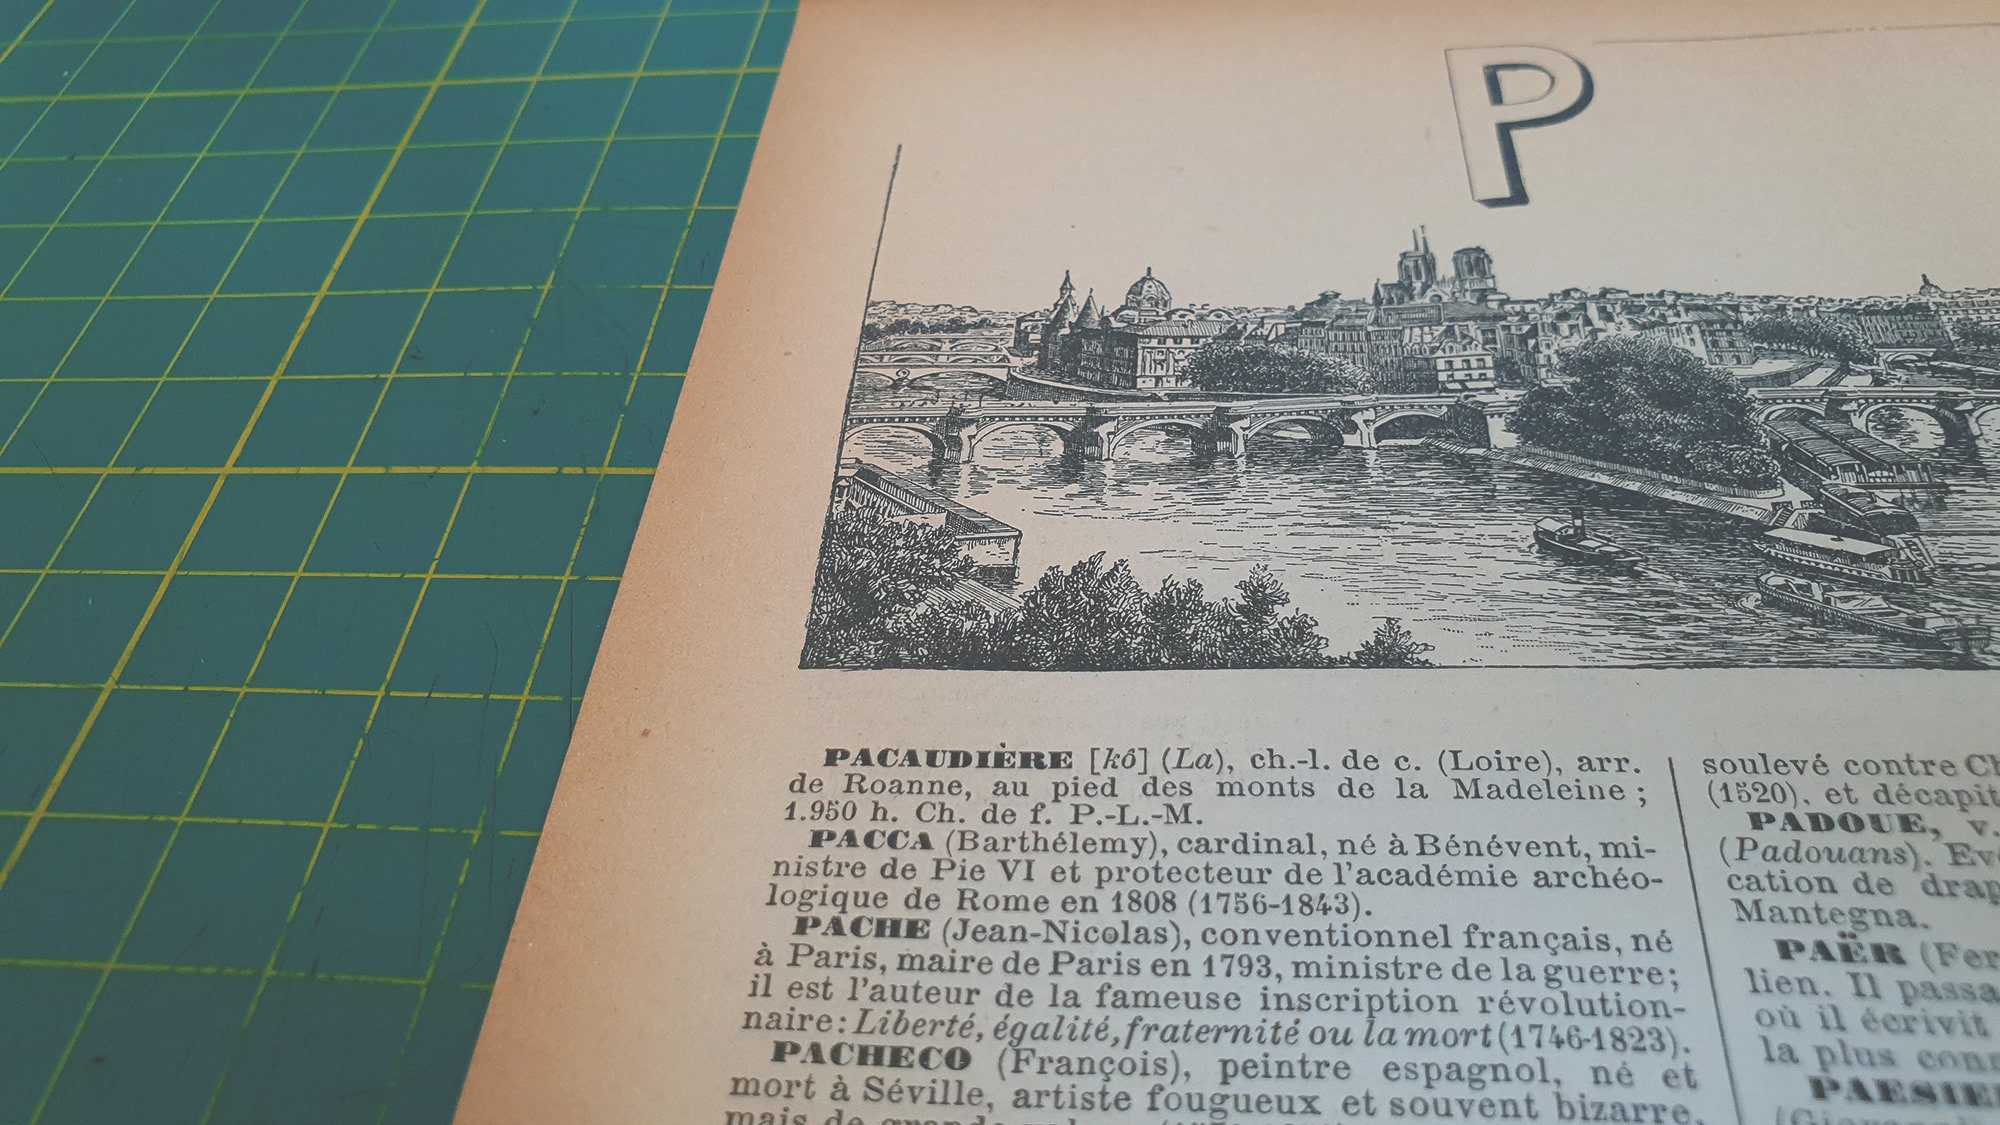 P
PACAUDIÈRE [kô] (La), ch.-l. de c. (Loire), arr.
de Roanne, au pied des monts de la Madeleine ;
1.950 h. Ch. de f. P.-L.-M.
PACCA (Barthélemy), cardinal, né à Bénévent, mi-
nistre de Pie VI et protecteur de l'académie archéo-
logique de Rome en 1808 (1756-1843).
PACHE (Jean-Nicolas), conventionnel français, né
à Paris, maire de Paris en 1793, ministre de la guerre;
il est l'auteur de la fameuse inscription révolution-
naire: Liberté, égalité, fraternité ou la mort (1746-1823).
PACHECO (François), peintre espagnol, né et
mort à Séville, artiste fougueux et souvent bizarre,
mais de
soulevé contre
(1520), et
PADOUE, v.
(Padouans).
cation de
Mantegna.
PAËR
lien. Il
où il écrivit
la plus